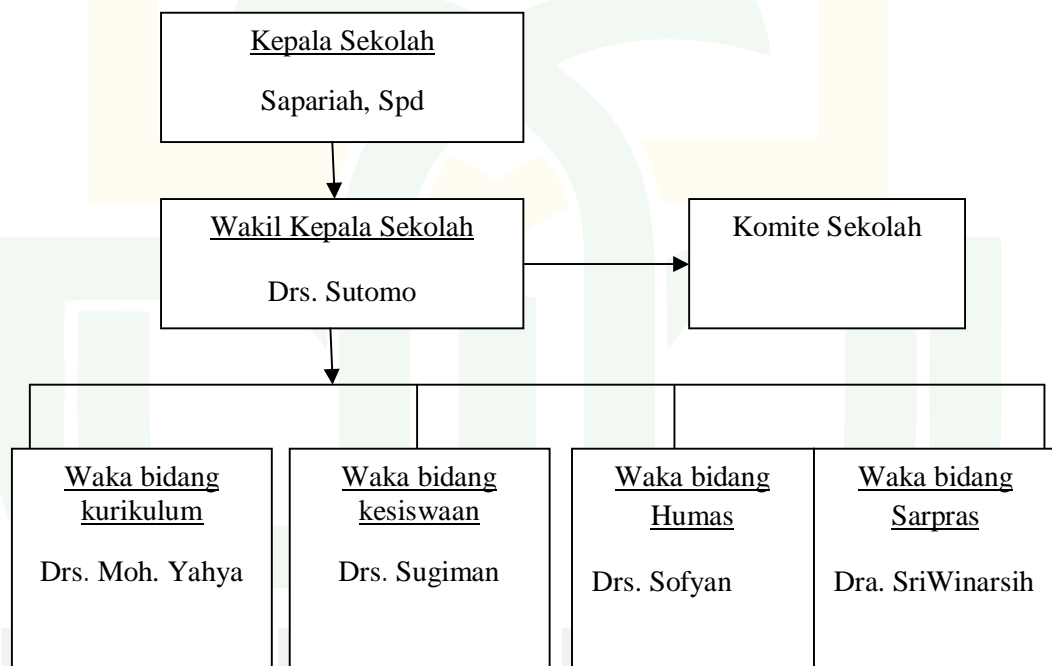 Kepala Sekolah
Sapariah, Spd
Wakil Kepala Sekolah
Drs. Sutomo
Komite Sekolah
Waka bidang
kurikulum
Drs. Moh. Yahya
Waka bidang
kesiswaan
Drs. Sugiman
Waka bidang
Humas
Drs. Sofyan
Waka bidang
Sarpras
Dra. SriWinarsih